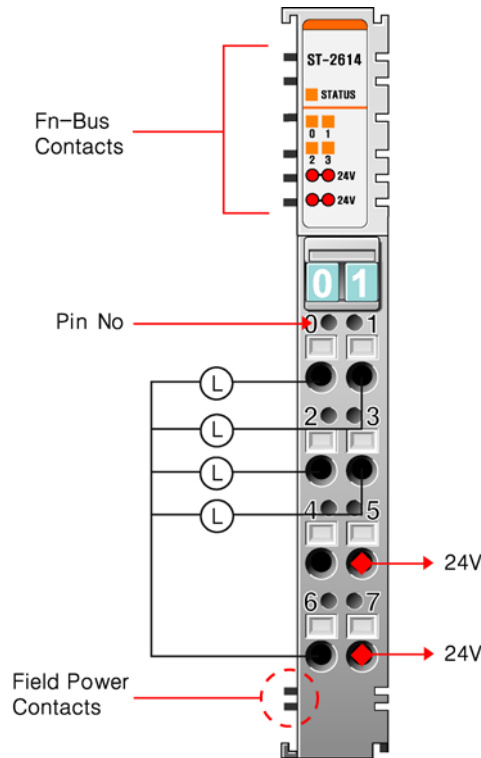 ST-2614
STATUS
Fn-Bus
Contacts
0 1
2 3
24V
24V
01
Pin No
0 1
L
2 3
L
L
L
4 5
24V
6 7
24V
Field Power
Contacts